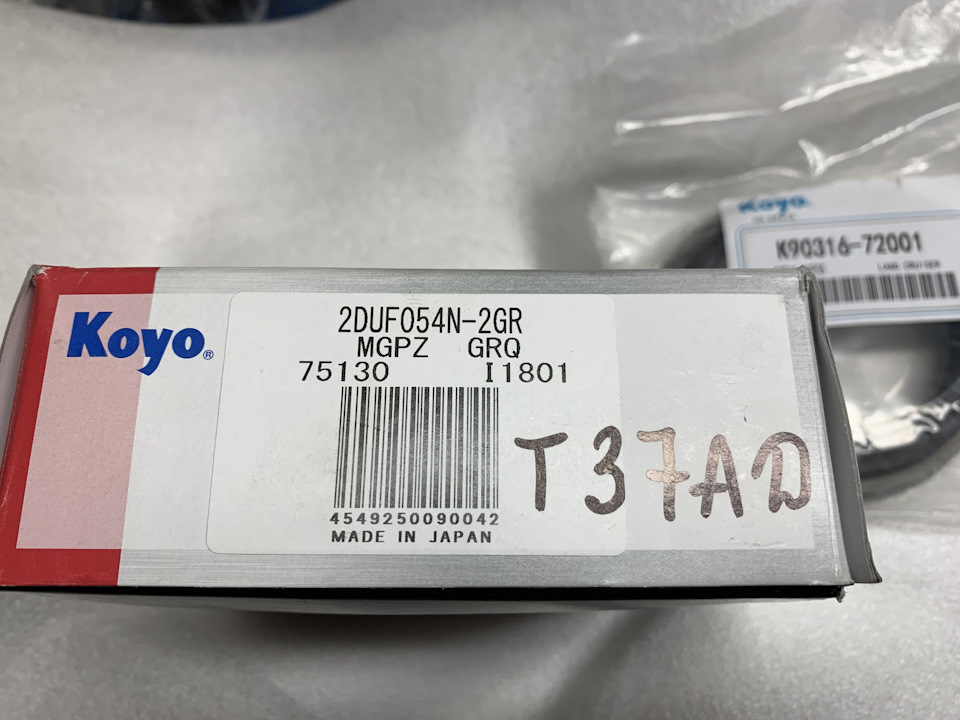 Koyo
K90316-72001
LAND CRUISER
Koyo®
2DUF054N-2GR
MGPZ GRQ
75130 I1801
4549250090042
MADE IN JAPAN
T37AD